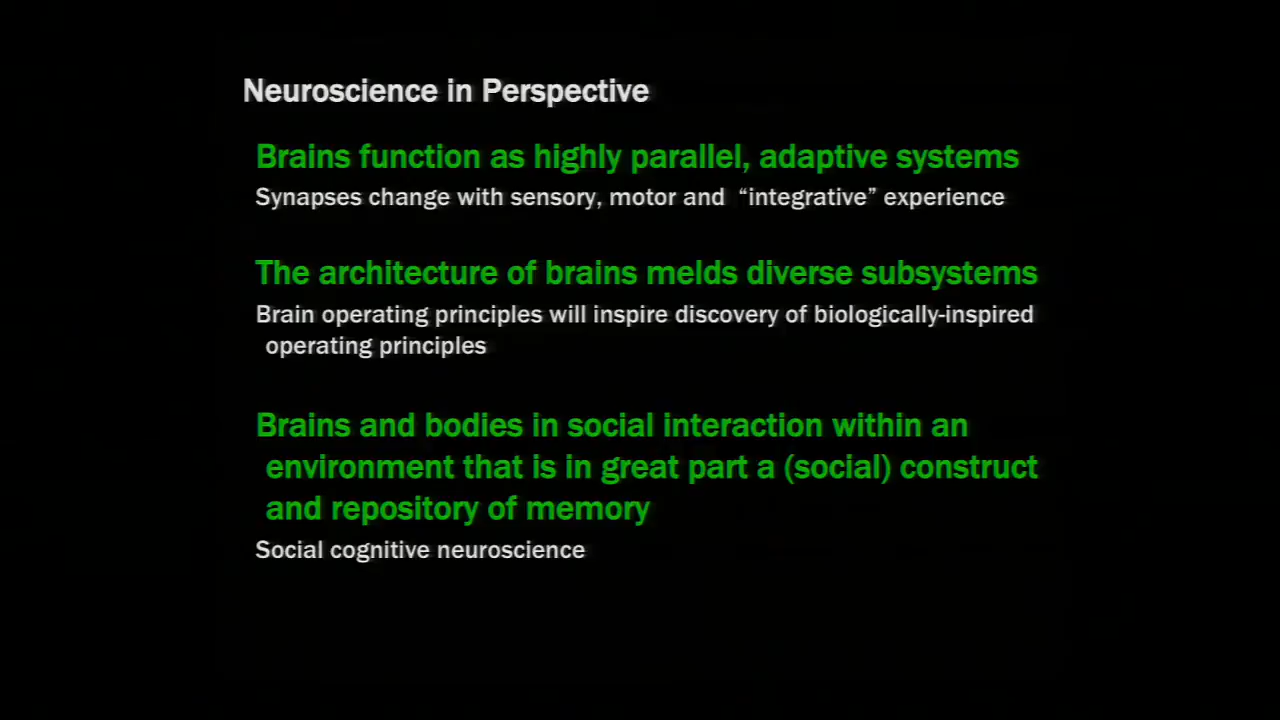 Neuroscience in Perspective
Brains function as highly parallel, adaptive systems
Synapses change with sensory, motor and “integrative” experience
The architecture of brains melds diverse subsystems
Brain operating principles will inspire discovery of biologically-inspired
operating principles
Brains and bodies in social interaction within an
environment that is in great part a (social) construct
and repository of memory
Social cognitive neuroscience